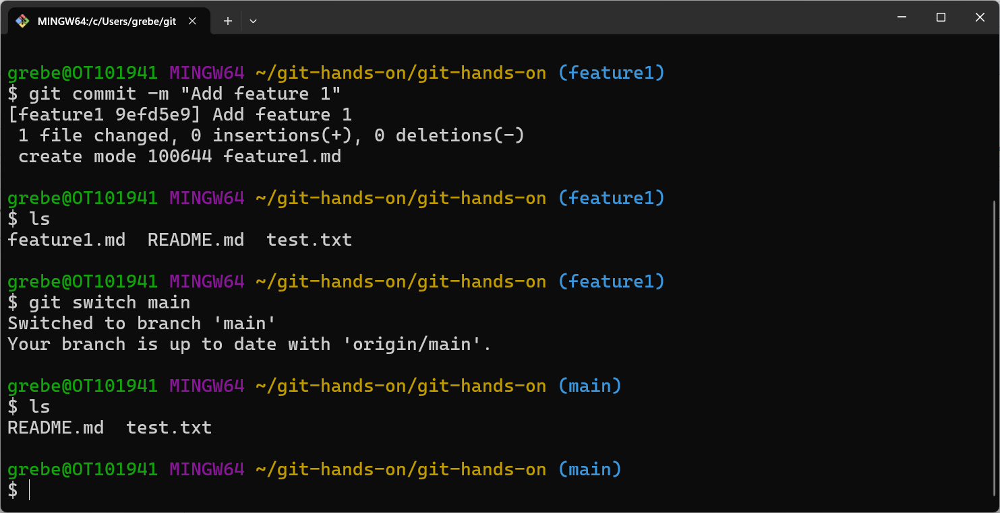 MINGW64:/c/Users/grebe/git
grebe@OT101941 MINGW64 ~/git-hands-on/git-hands-on (feature1)
$ git commit -m "Add feature 1"
[feature1 9efd5e9] Add feature 1
 1 file changed, 0 insertions(+), 0 deletions(-)
 create mode 100644 feature1.md
grebe@OT101941 MINGW64 ~/git-hands-on/git-hands-on (feature1)
$ ls
feature1.md  README.md  test.txt
grebe@OT101941 MINGW64 ~/git-hands-on/git-hands-on (feature1)
$ git switch main
Switched to branch 'main'
Your branch is up to date with 'origin/main'.
grebe@OT101941 MINGW64 ~/git-hands-on/git-hands-on (main)
$ ls
README.md  test.txt
grebe@OT101941 MINGW64 ~/git-hands-on/git-hands-on (main)
$